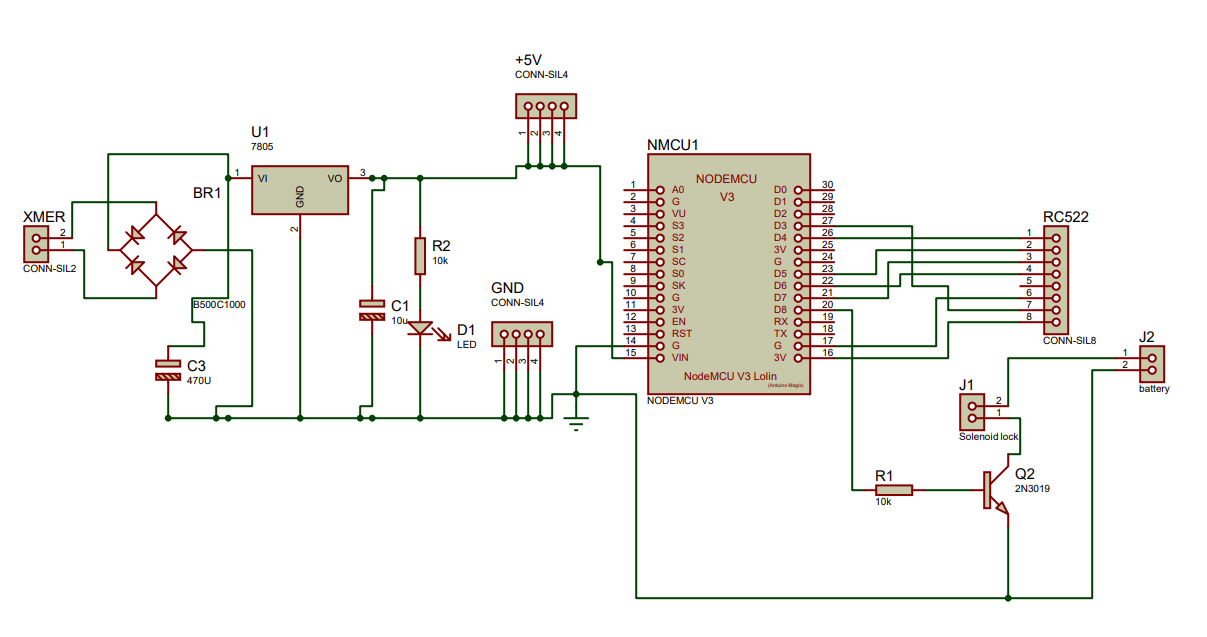 +5V
CONN-SIL4
1
2
3
4
U1
7805
1
VI
VO
3
GND
2
BR1
B500C1000
XMER
2
1
CONN-SIL2
C3
470U
C1
10u
R2
10k
D1
LED
GND
CONN-SIL4
1
2
3
4
NMCU1
NODEMCU
V3
1 A0 D0 30
2 G D1 29
3 VU D2 28
4 S3 D3 27
5 S2 D4 26
6 S1 3V 25
7 SC G 24
8 S0 D5 23
9 SK D6 22
10 G D7 21
11 3V D8 20
12 EN RX 19
13 RST TX 18
14 G G 17
15 VIN 3V 16
NodeMCU V3 Lolin
(Arduino Magix)
NODEMCU V3
RC522
1
2
3
4
5
6
7
8
CONN-SIL8
J2
1
2
battery
J1
2
1
Solenoid lock
R1
10k
Q2
2N3019